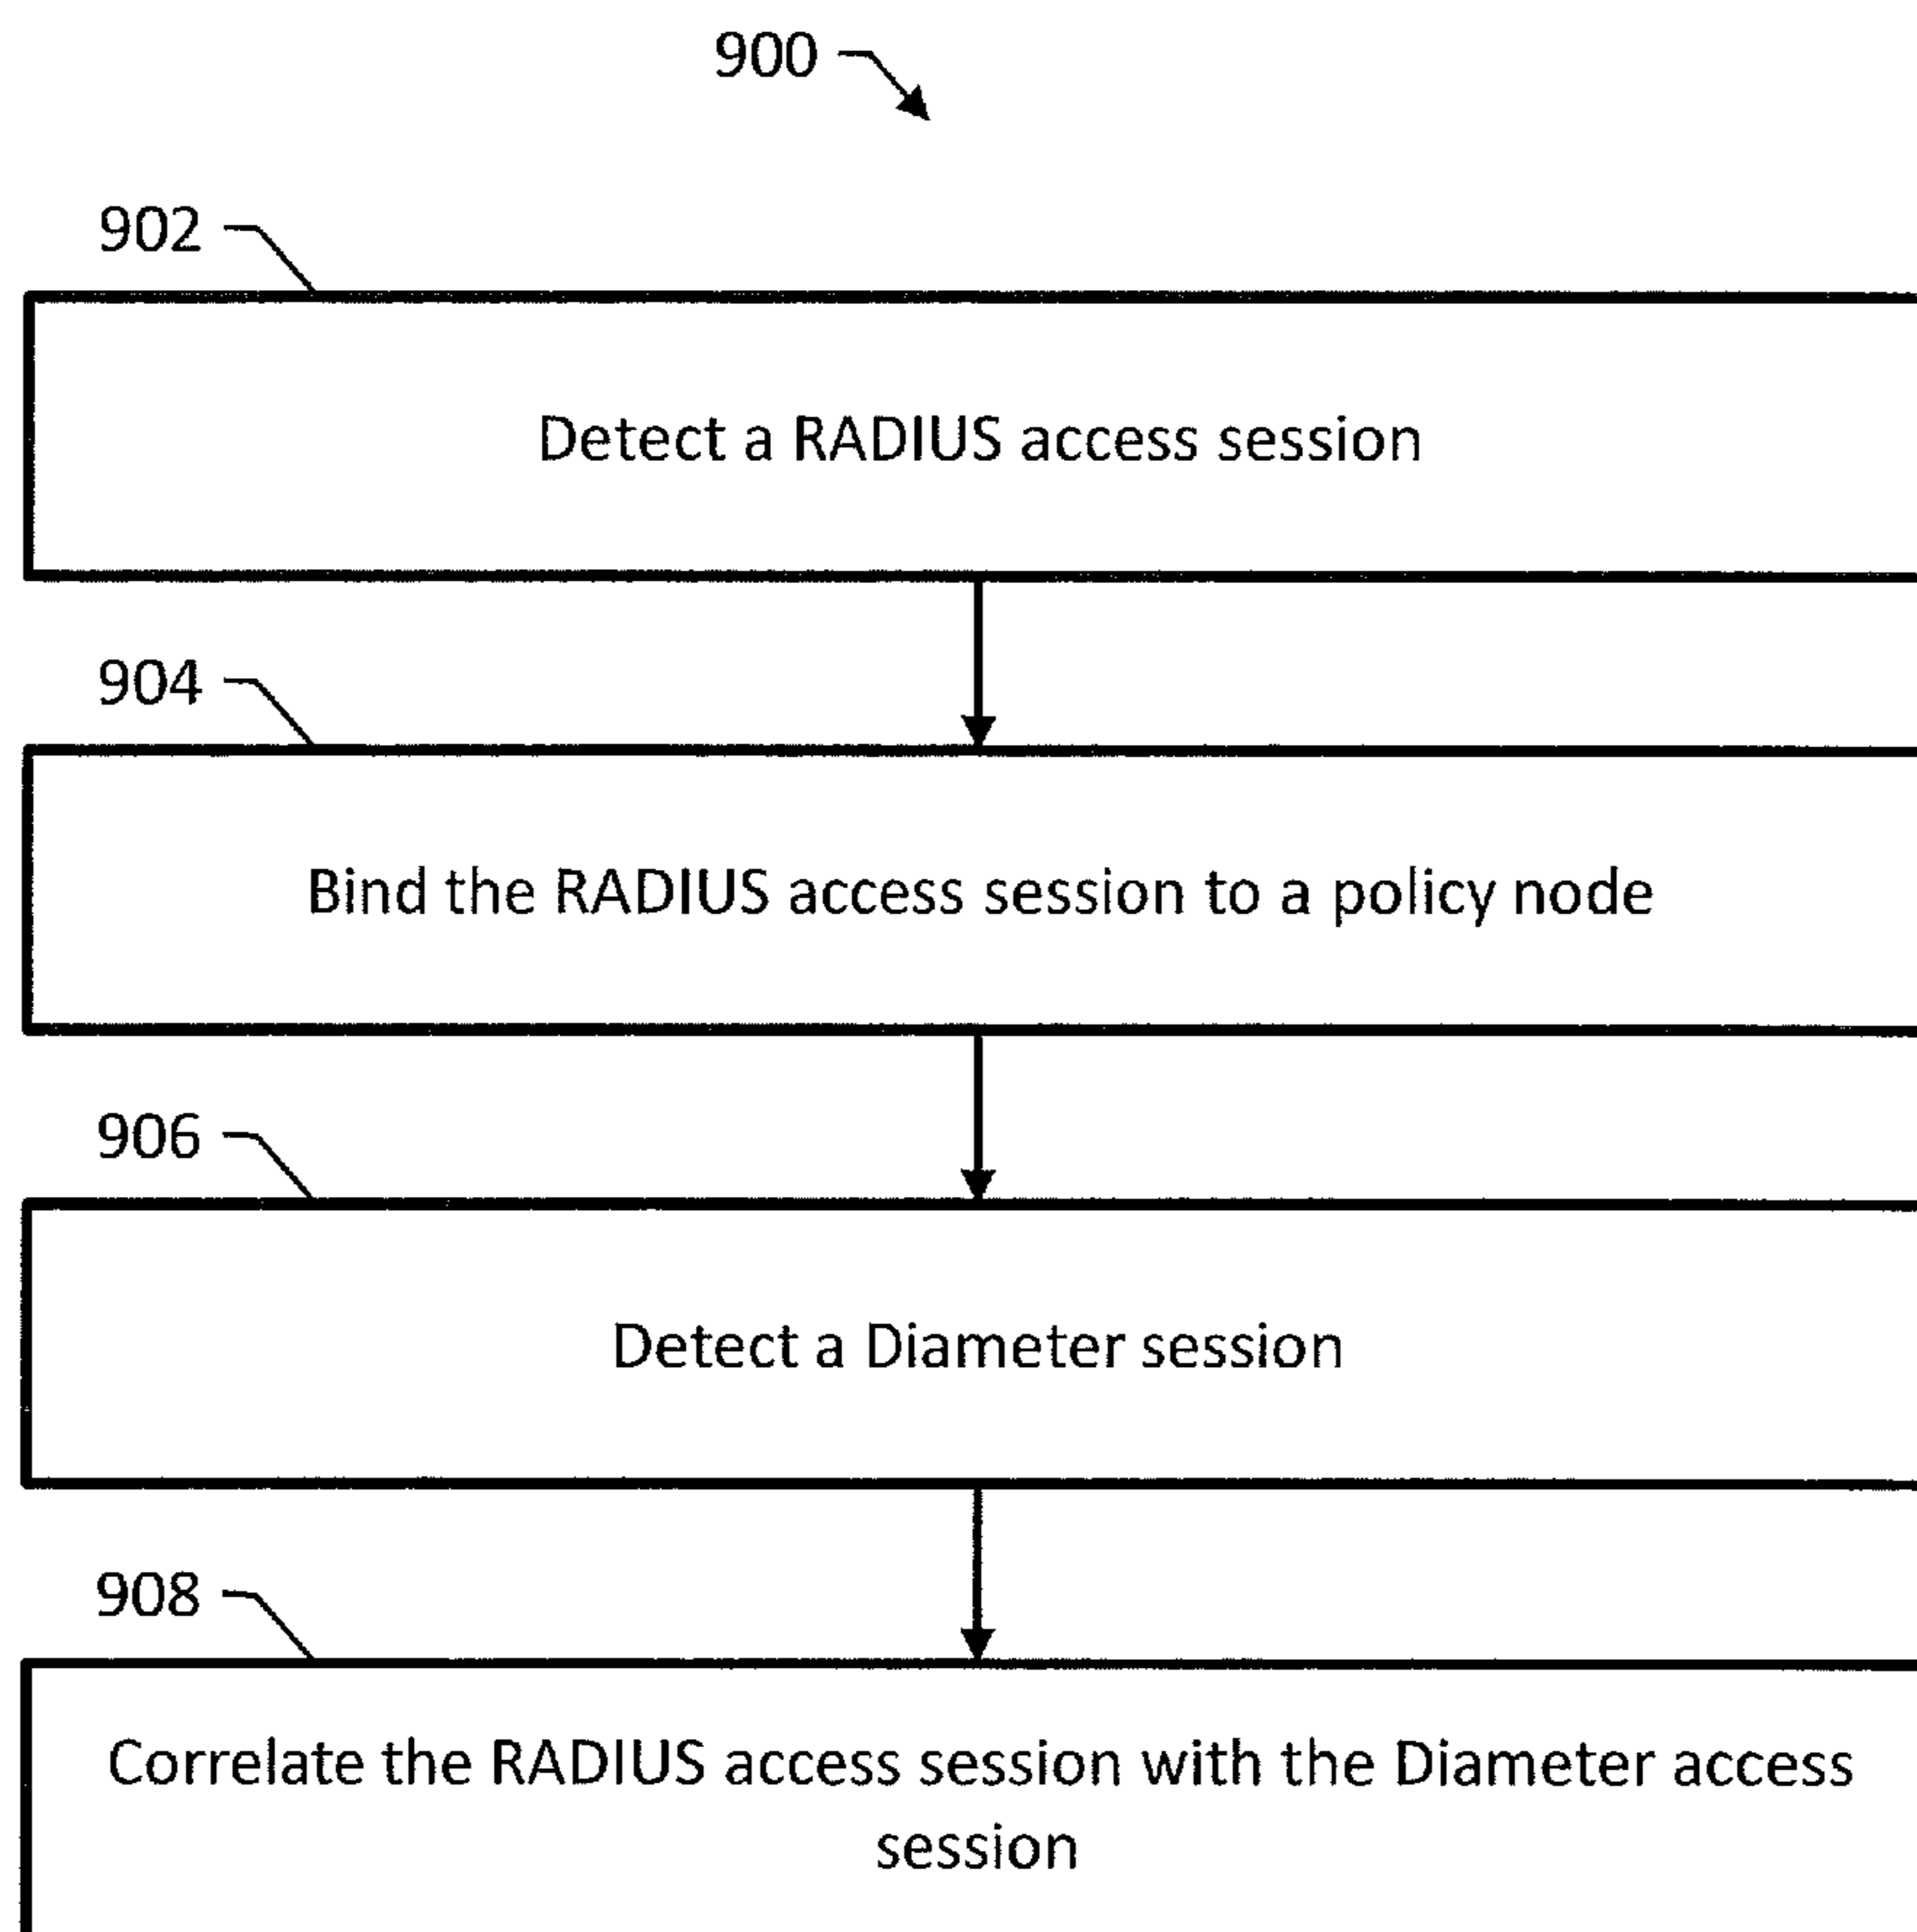 900
902
Detect a RADIUS access session
904
Bind the RADIUS access session to a policy node
906
Detect a Diameter session
908
Correlate the RADIUS access session with the Diameter access
session